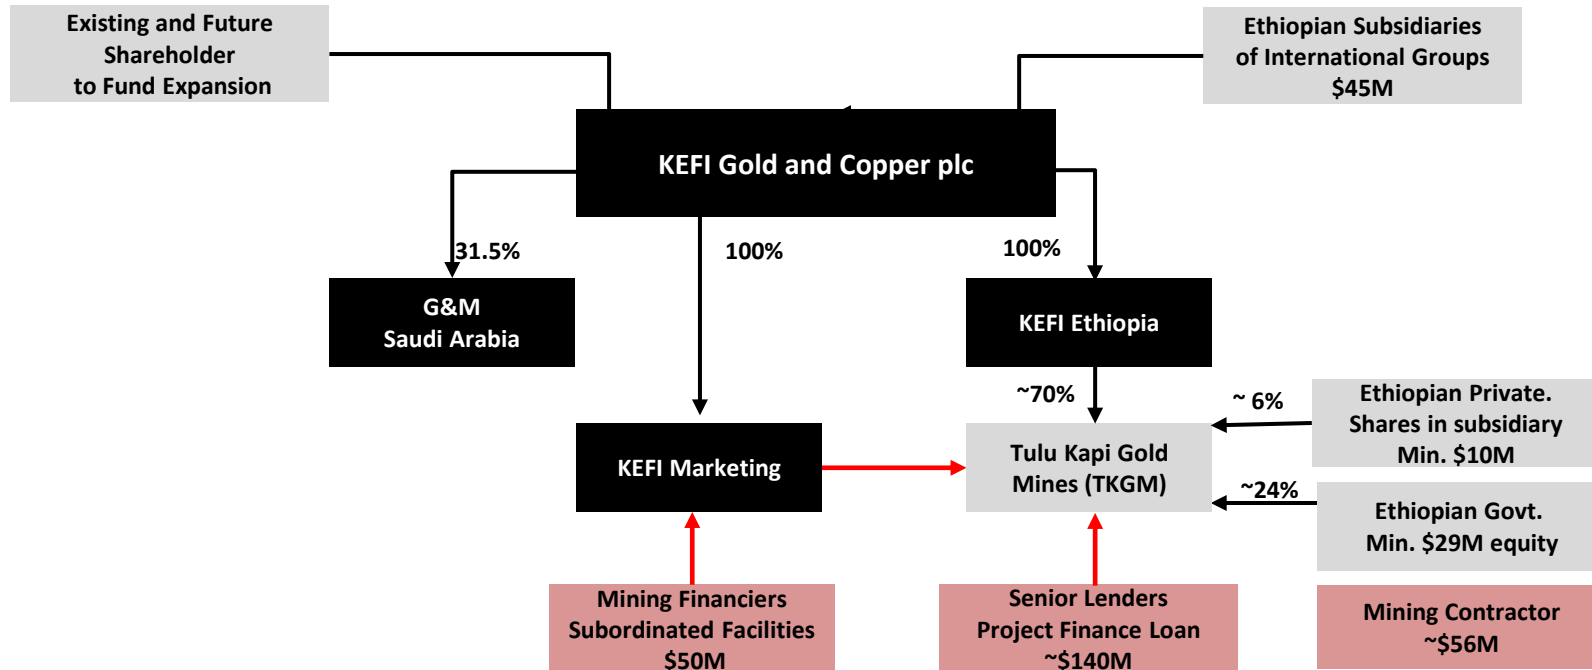 Existing and Future
Shareholder
to Fund Expansion
Ethiopian Subsidiaries
of International Groups
$45M
KEFI Gold and Copper plc
31.5%
100%
100%
G&M
Saudi Arabia
KEFI Ethiopia
~70%
~ 6%
Ethiopian Private.
Shares in subsidiary
Min. $10M
KEFI Marketing
Tulu Kapi Gold
Mines (TKGM)
~24%
Ethiopian Govt.
Min. $29M equity
Mining Financiers
Subordinated Facilities
$50M
Senior Lenders
Project Finance Loan
~$140M
Mining Contractor
~$56M